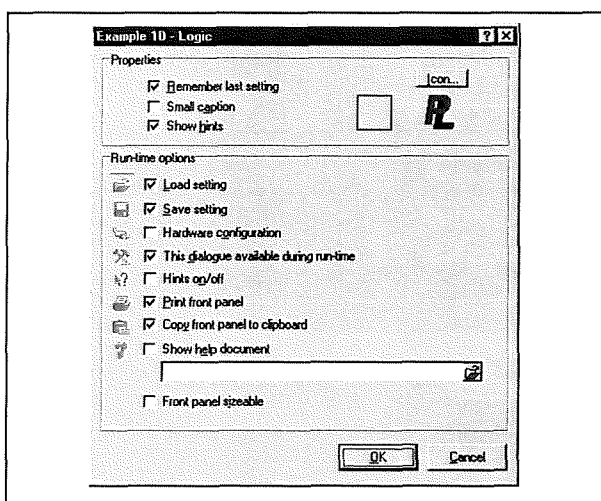 Example 10 - Logic
Properties
Remember last setting
Small caption
Show hints
Icon...
PL
Run-time options
Load setting
Save setting
Hardware configuration
This dialogue available during run-time
Hints on/off
Print front panel
Copy front panel to clipboard
Show help document
Front panel sizeable
OK
Cancel